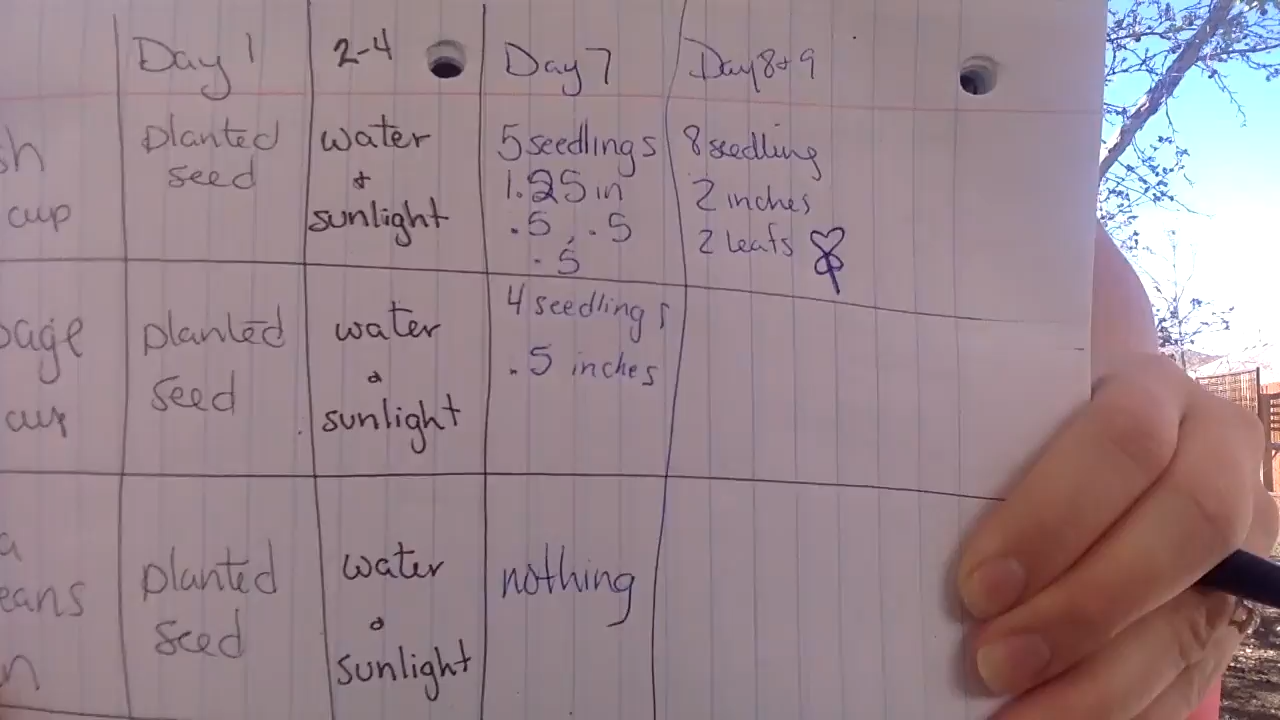 Day 1 2-4 Day 7 Day 8+9
sh planted water 5 seedlings 8 seedling
cup seed + 1.25 in 2 inches
sunlight .5, .5 2 leafs
.5
bage planted water 4 seedlings
cup seed & .5 inches
sunlight
a planted water nothing
eans seed &
n sunlight